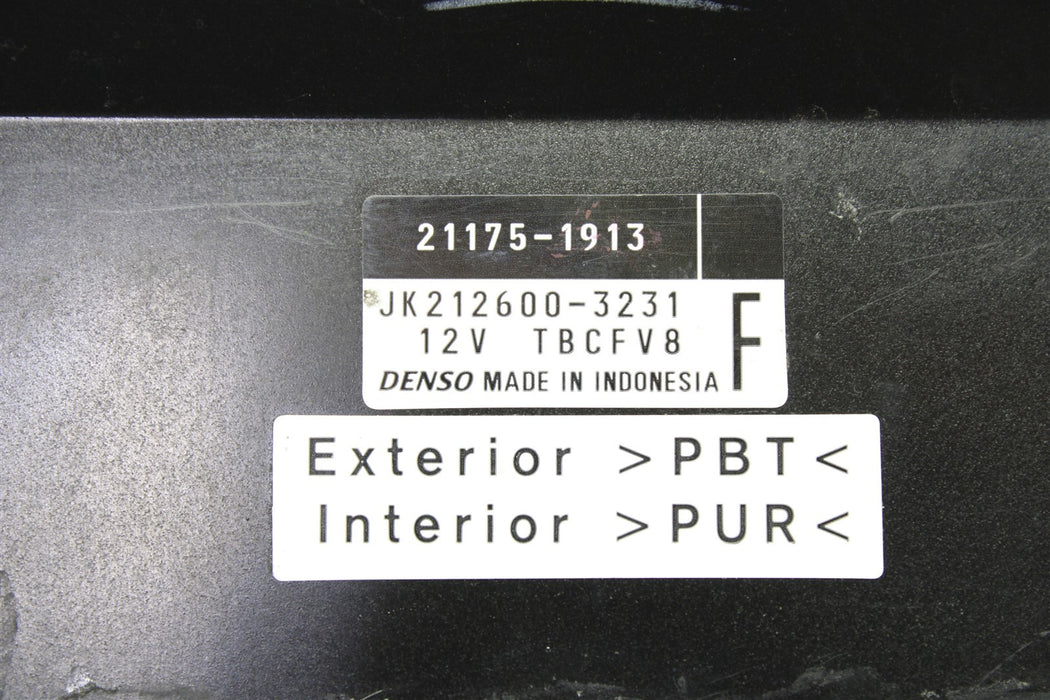 21175-1913
JK212600-3231
12V TBCFV8
F
DENSO MADE IN INDONESIA
Exterior >PBT<
Interior >PUR<